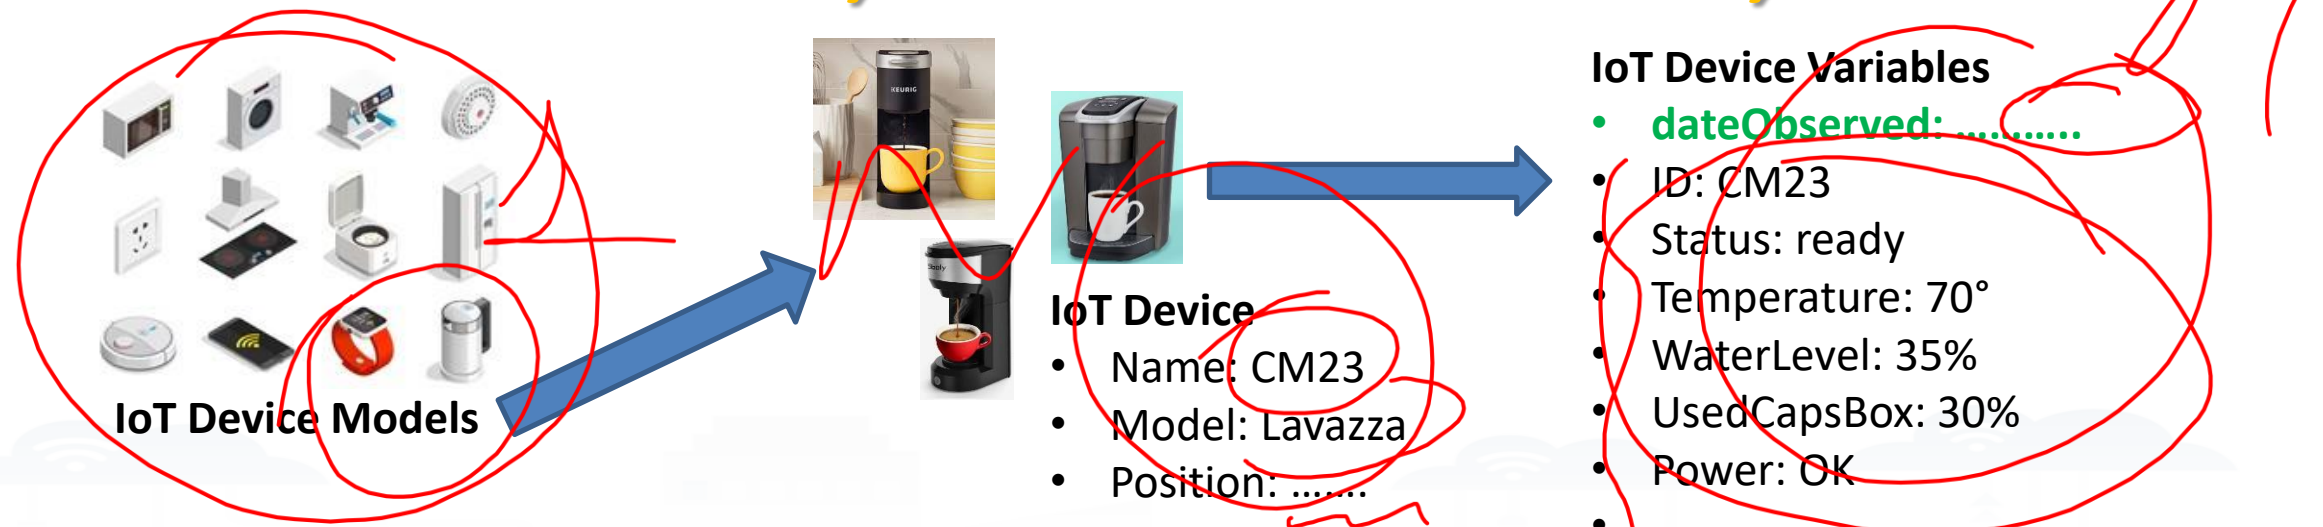 KEURIG
IoT Device Models
IoT Device
• Name: CM23
• Model: Lavazza
• Position: .......
IoT Device Variables
• dateObserved: ...........
• ID: CM23
• Status: ready
• Temperature: 70°
• WaterLevel: 35%
• UsedCapsBox: 30%
• Power: OK
•